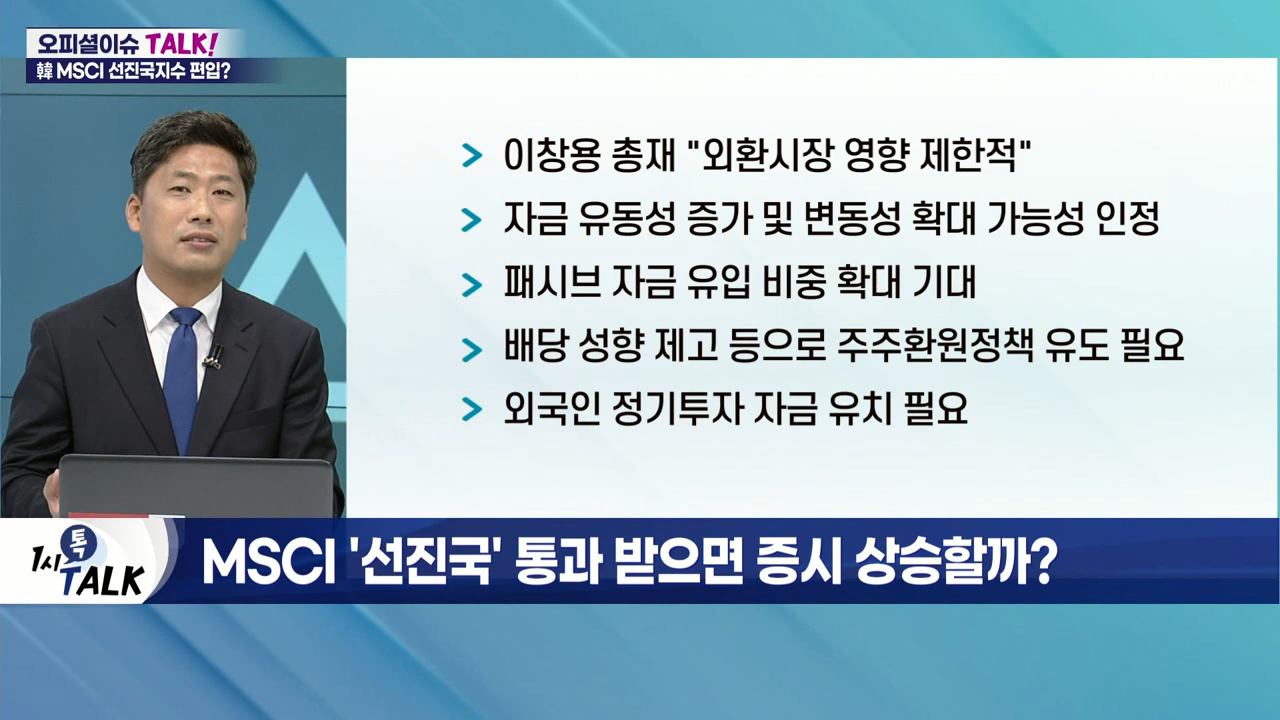 오피셜이슈 TALK!
韓 MSCI 선진국지수 편입?
이창용 총재 "외환시장 영향 제한적"
자금 유동성 증가 및 변동성 확대 가능성 인정
패시브 자금 유입 비중 확대 기대
배당 성향 제고 등으로 주주환원정책 유도 필요
외국인 정기투자 자금 유치 필요
1시 톡 TALK
MSCI '선진국' 통과 받으면 증시 상승할까?